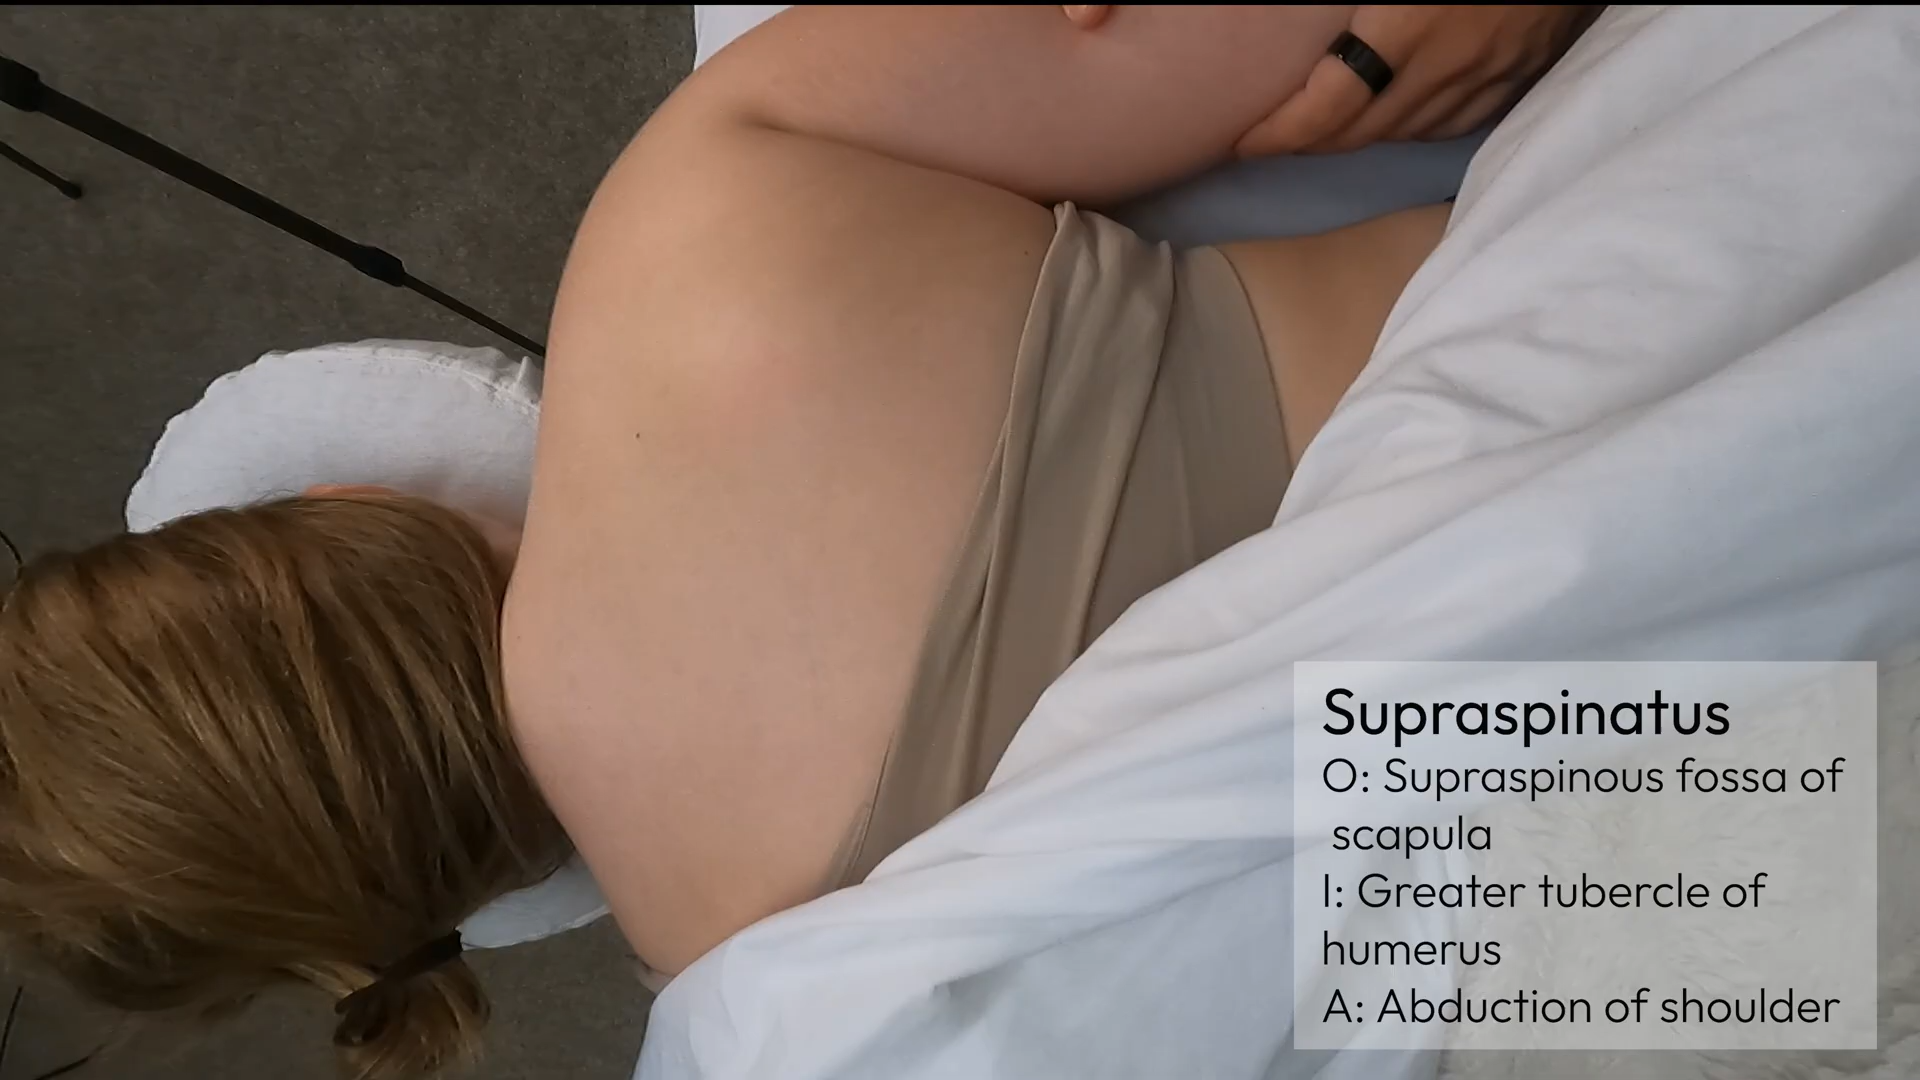 Supraspinatus
O: Supraspinous fossa of
scapula
I: Greater tubercle of
humerus
A: Abduction of shoulder